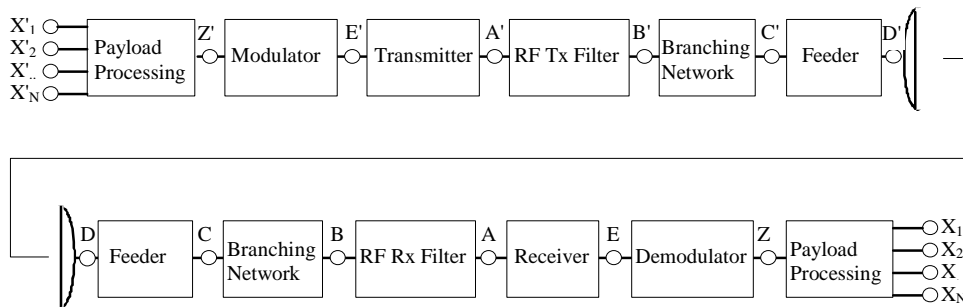 X'1
X'2
X'..
X'N
Payload
Processing
Z'
Modulator
E'
Transmitter
A'
RF Tx Filter
B'
Branching
Network
C'
Feeder
D'
D
Feeder
C
Branching
Network
B
RF Rx Filter
A
Receiver
E
Demodulator
Z
Payload
Processing
X1
X2
X..
XN